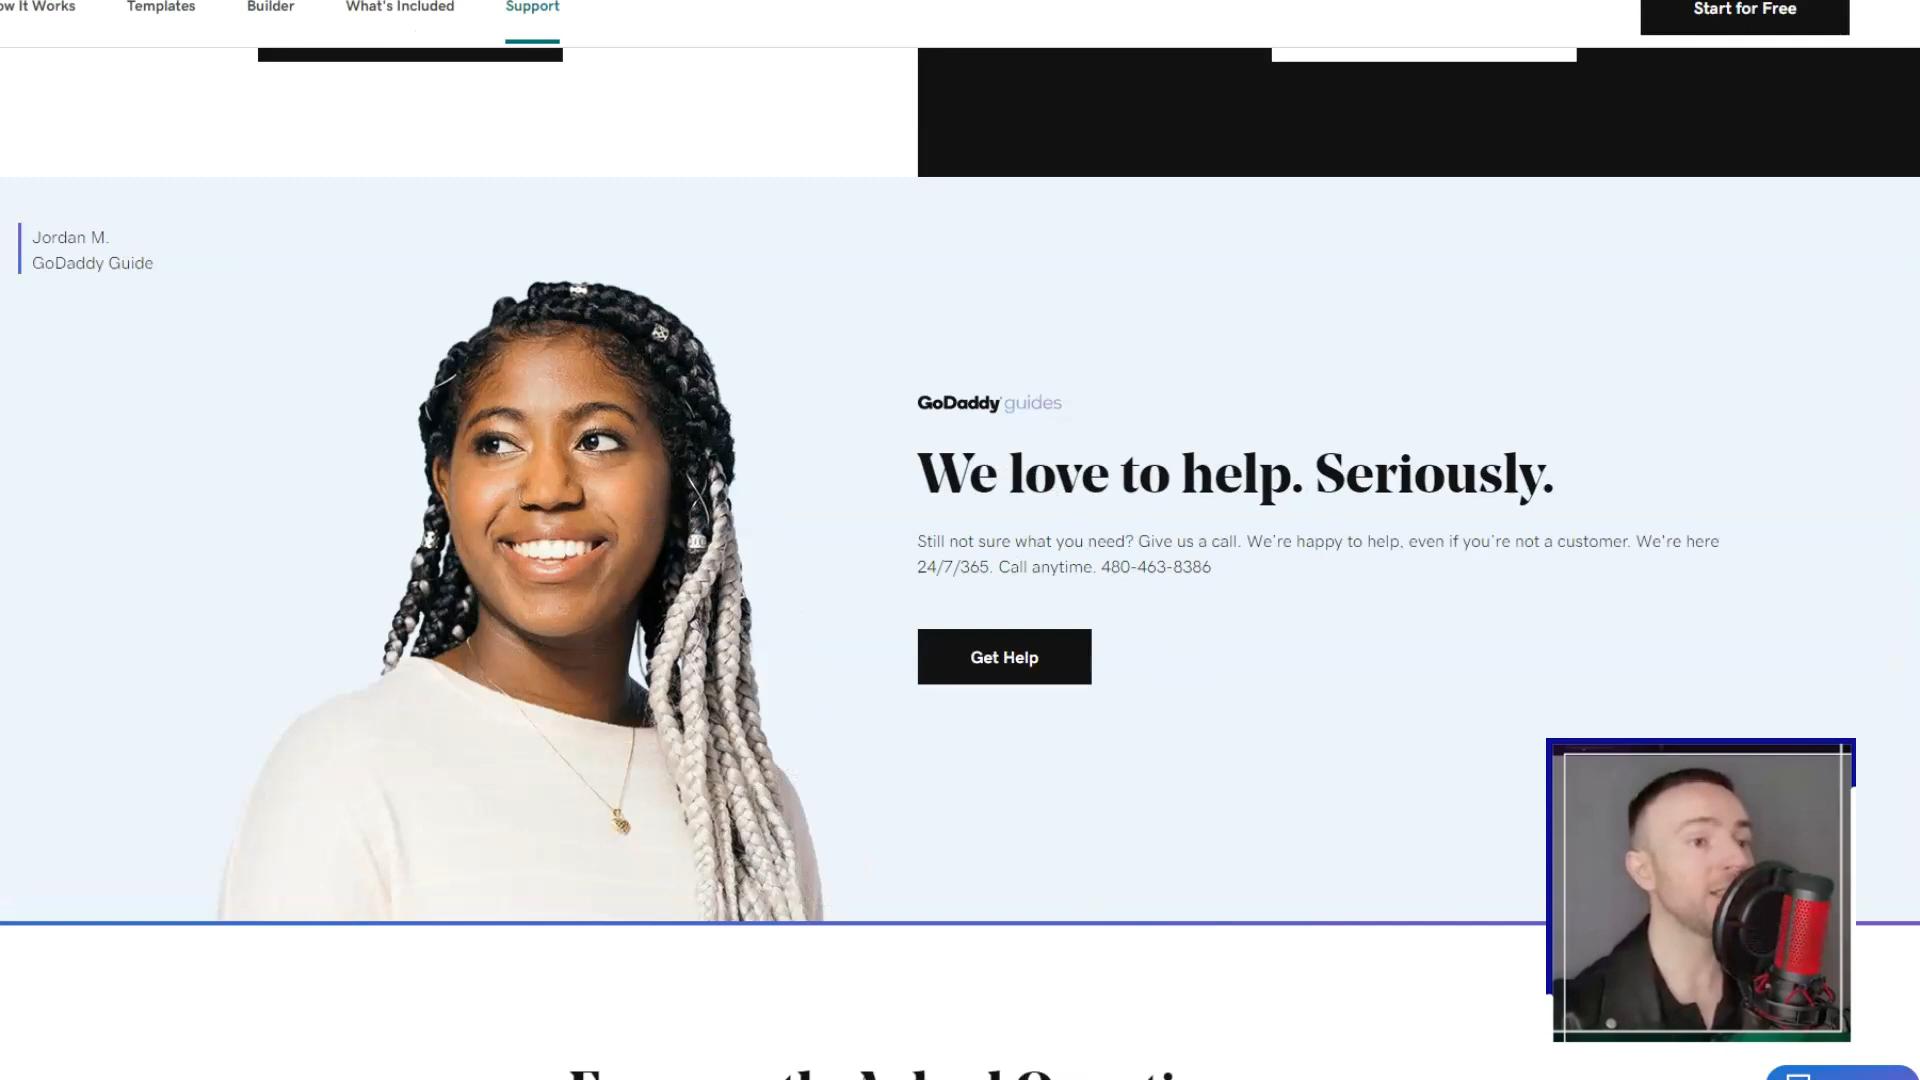 ow It Works
Templates
Builder
What's Included
Support
Start for Free
Jordan M.
GoDaddy Guide
GoDaddy guides
We love to help. Seriously.
Still not sure what you need? Give us a call. We're happy to help, even if you're not a customer. We're here
24/7/365. Call anytime. 480-463-8386
Get Help